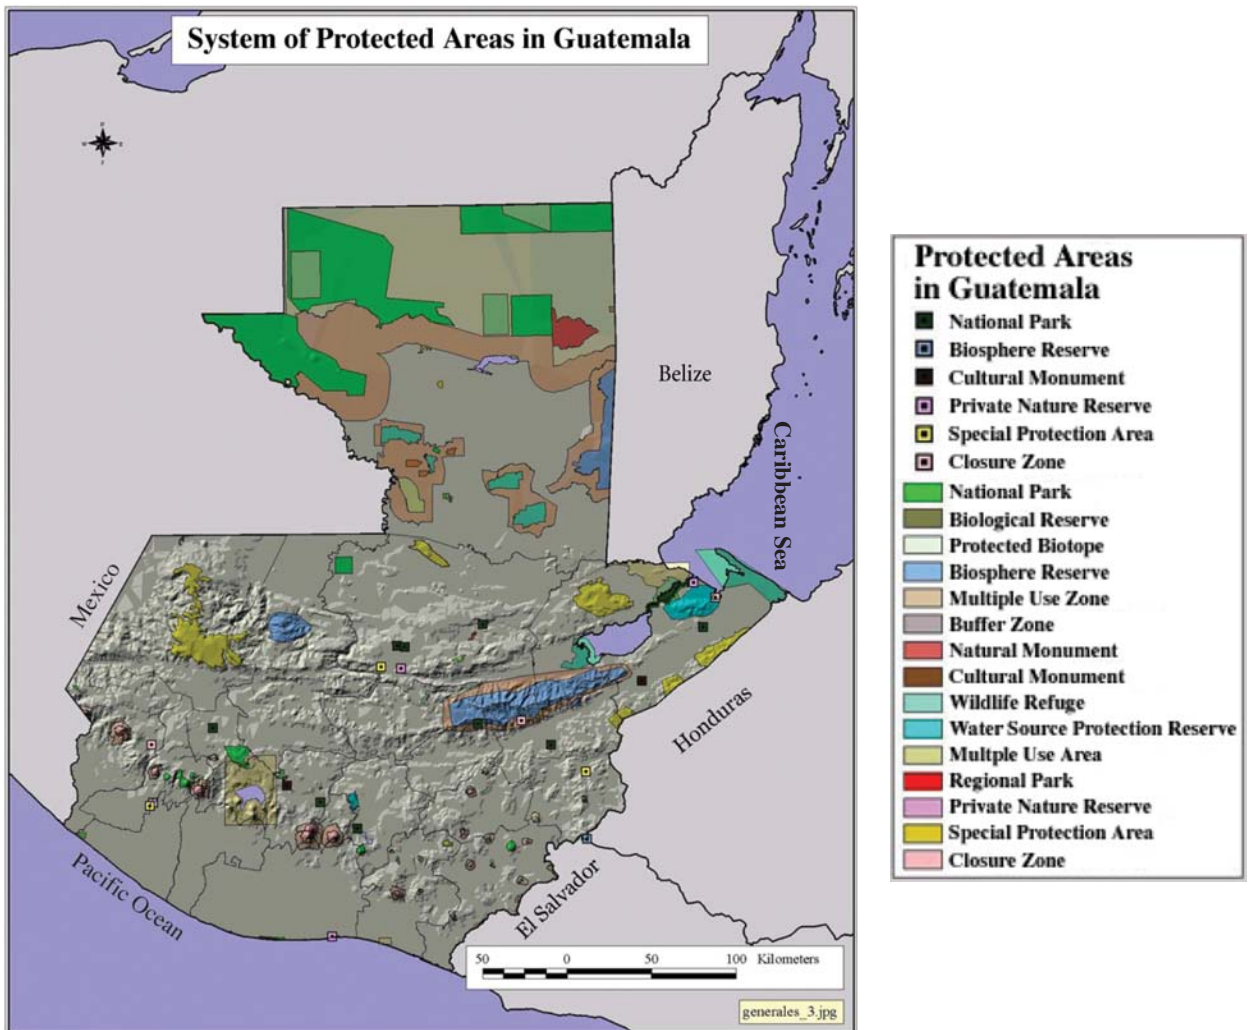 System of Protected Areas in Guatemala
Belize
Caribbean Sea
Mexico
Honduras
El Salvador
Pacific Ocean
50 0 50 100 Kilometers
generales_3.jpg
Protected Areas
in Guatemala
National Park
Biosphere Reserve
Cultural Monument
Private Nature Reserve
Special Protection Area
Closure Zone
National Park
Biological Reserve
Protected Biotope
Biosphere Reserve
Multiple Use Zone
Buffer Zone
Natural Monument
Cultural Monument
Wildlife Refuge
Water Source Protection Reserve
Multple Use Area
Regional Park
Private Nature Reserve
Special Protection Area
Closure Zone